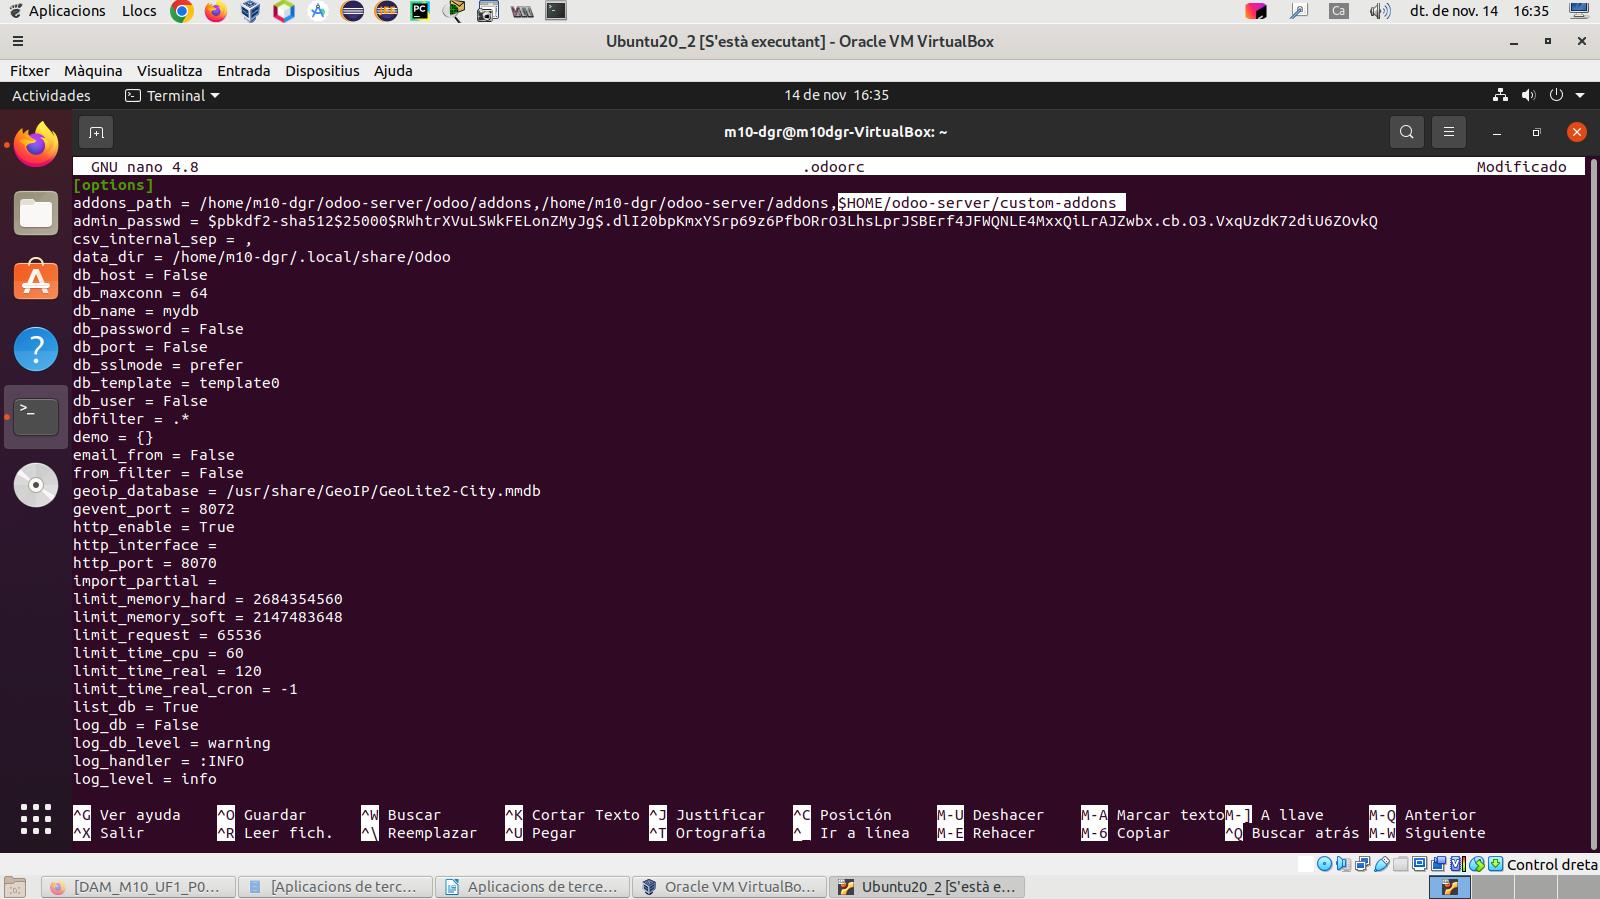 Aplicacions Llocs Ca dt. de nov. 14 16:35
Ubuntu20_2 [S'està executant] - Oracle VM VirtualBox
Fitxer Màquina Visualitza Entrada Dispositius Ajuda
Actividades Terminal 14 de nov 16:35
m10-dgr@m10dgr-VirtualBox: ~
GNU nano 4.8 .odoorc Modificado
[options]
addons_path = /home/m10-dgr/odoo-server/odoo/addons,/home/m10-dgr/odoo-server/addons,$HOME/odoo-server/custom-addons
admin_passwd = $pbkdf2-sha512$25000$RWhtrXVuLSWkFELonZMyJg$.dlI20bpKmxYSrp69z6PfbORrO3LhsLprJSBErf4JFWQNLE4MxxQiLrAJZwbx.cb.O3.VxqUzdK72diU6ZOvkQ
csv_internal_sep = ,
data_dir = /home/m10-dgr/.local/share/Odoo
db_host = False
db_maxconn = 64
db_name = mydb
db_password = False
db_port = False
db_sslmode = prefer
db_template = template0
db_user = False
dbfilter = .*
demo = {}
email_from = False
from_filter = False
geoip_database = /usr/share/GeoIP/GeoLite2-City.mmdb
gevent_port = 8072
http_enable = True
http_interface =
http_port = 8070
import_partial =
limit_memory_hard = 2684354560
limit_memory_soft = 2147483648
limit_request = 65536
limit_time_cpu = 60
limit_time_real = 120
limit_time_real_cron = -1
list_db = True
log_db = False
log_db_level = warning
log_handler = :INFO
log_level = info
^G Ver ayuda ^O Guardar ^W Buscar ^K Cortar Texto ^J Justificar ^C Posición M-U Deshacer M-A Marcar texto M-] A llave M-Q Anterior
^X Salir ^R Leer fich. ^\ Reemplazar ^U Pegar ^T Ortografía ^_ Ir a línea M-E Rehacer M-6 Copiar ^Q Buscar atrás M-W Siguiente
Control dreta
[DAM_M10_UF1_P0... [Aplicacions de terc... Aplicacions de terce... Oracle VM VirtualBo... Ubuntu20_2 [S'està e...